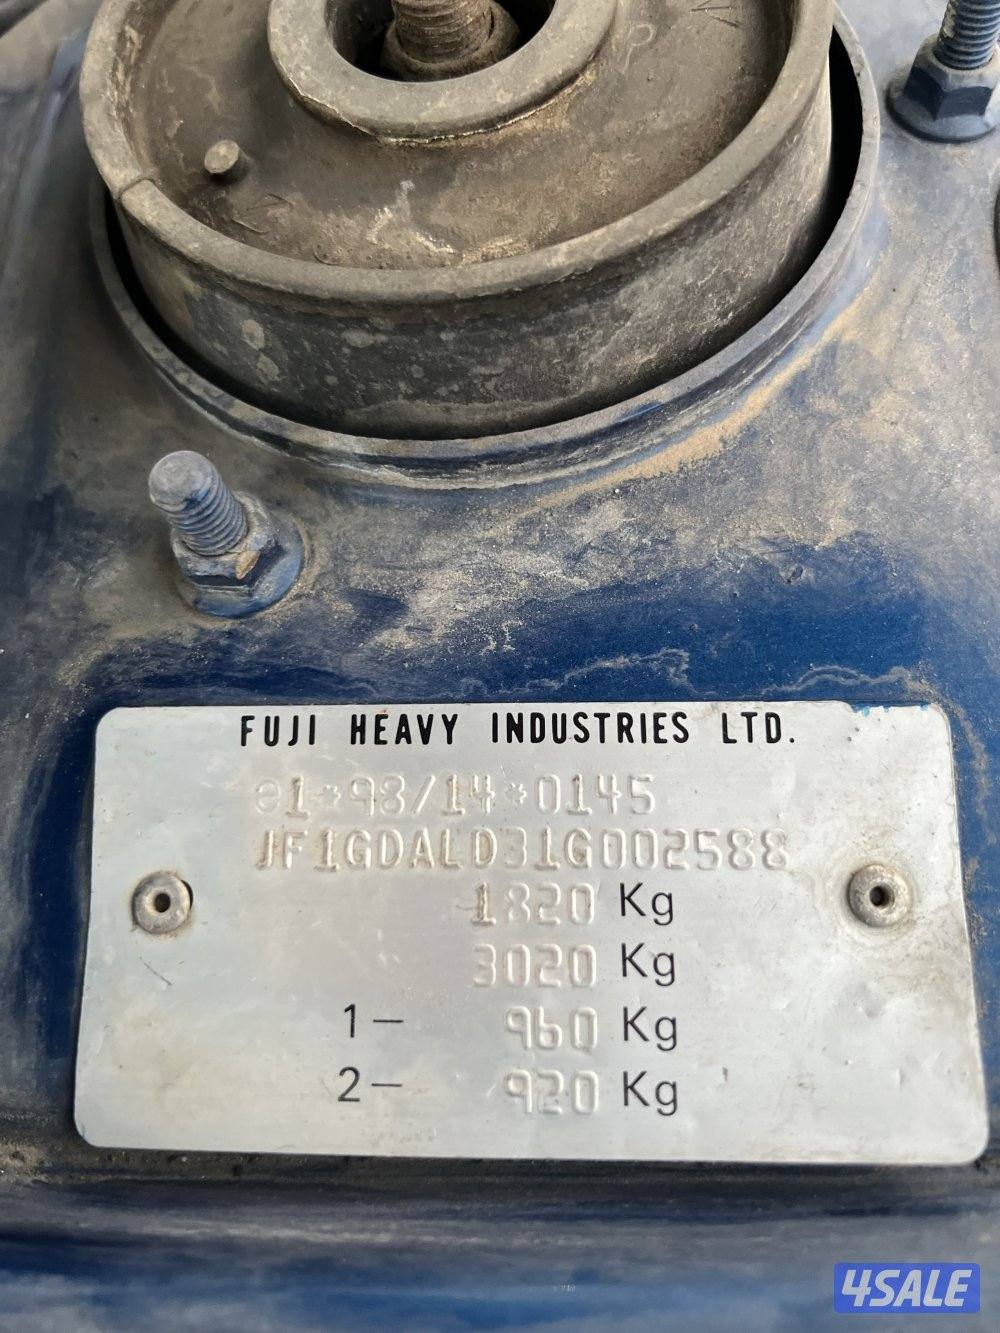 P
N
Z
FUJI HEAVY INDUSTRIES LTD.
e1*98/14*0145
JF1GDALD31G002588
1820 Kg
3020 Kg
1– 960 Kg
2– 920 Kg
4SALE